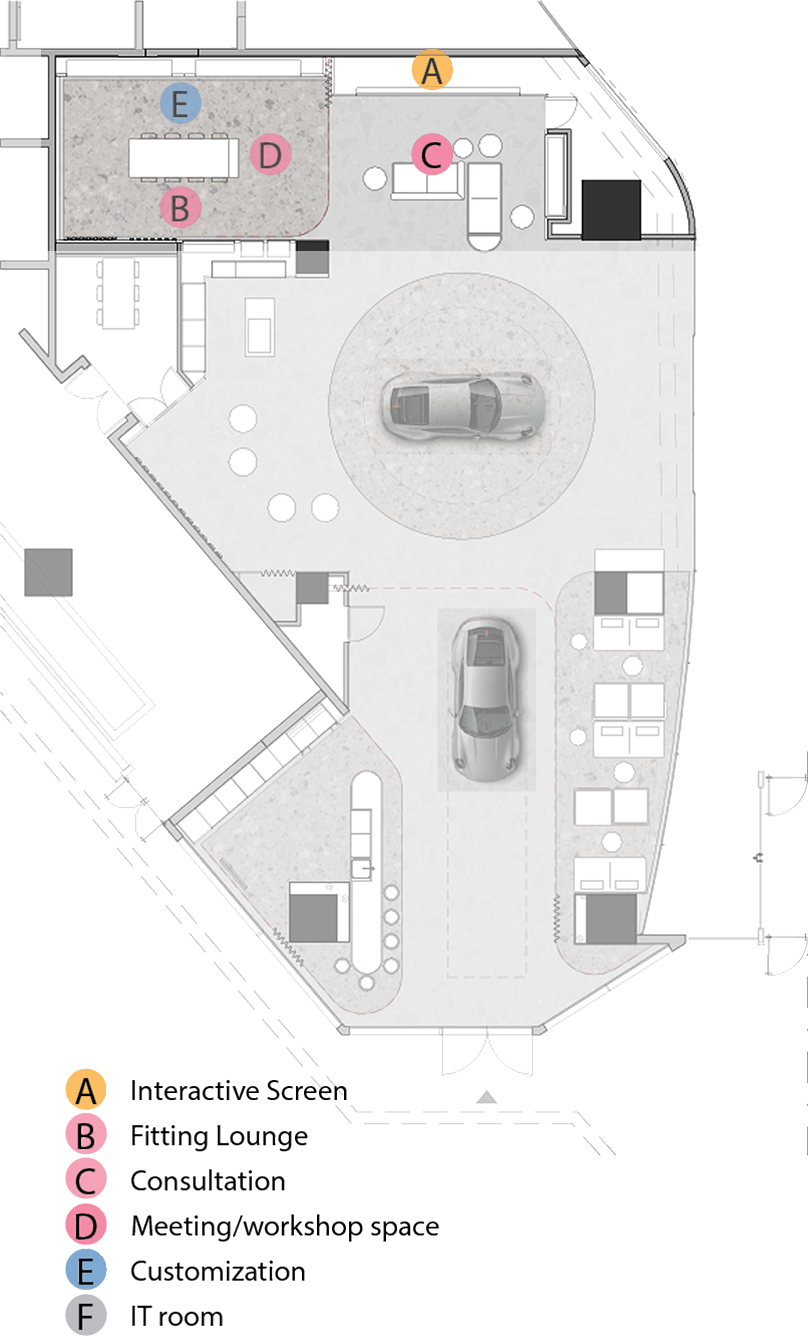 A
E
D
C
B
A Interactive Screen
B Fitting Lounge
C Consultation
D Meeting/workshop space
E Customization
F IT room